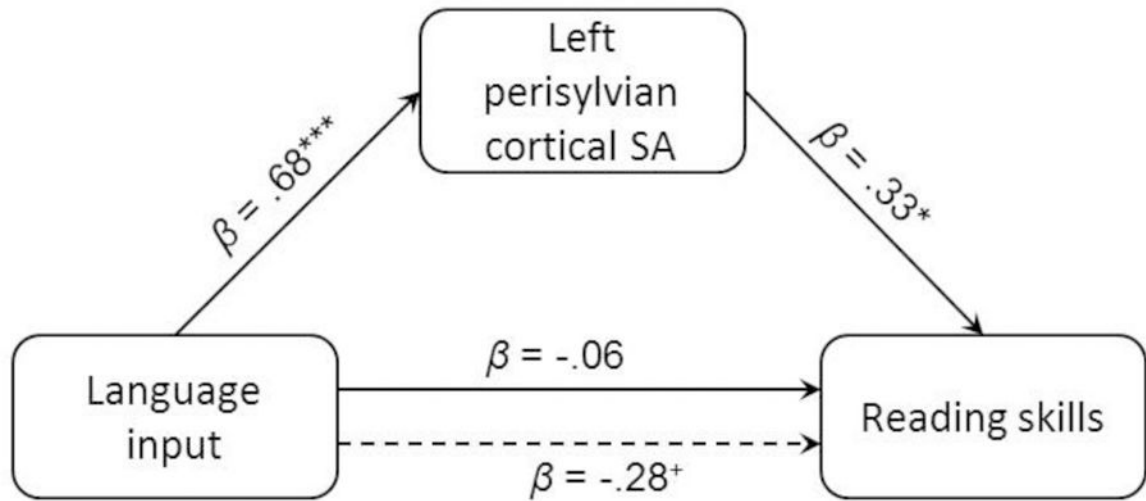 Left
perisylvian
cortical SA
β = .68***
β = .33*
Language
input
β = -.06
β = -.28+
Reading skills